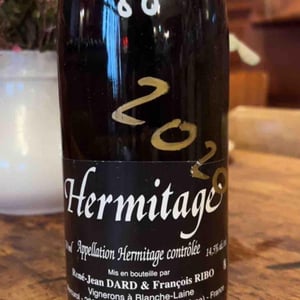 2020
Hermitage
Appellation Hermitage contrôlée 14,5% alc.
Mis en bouteille par
René-Jean DARD & François RIBO
Vignerons à Blanche-Laine
France